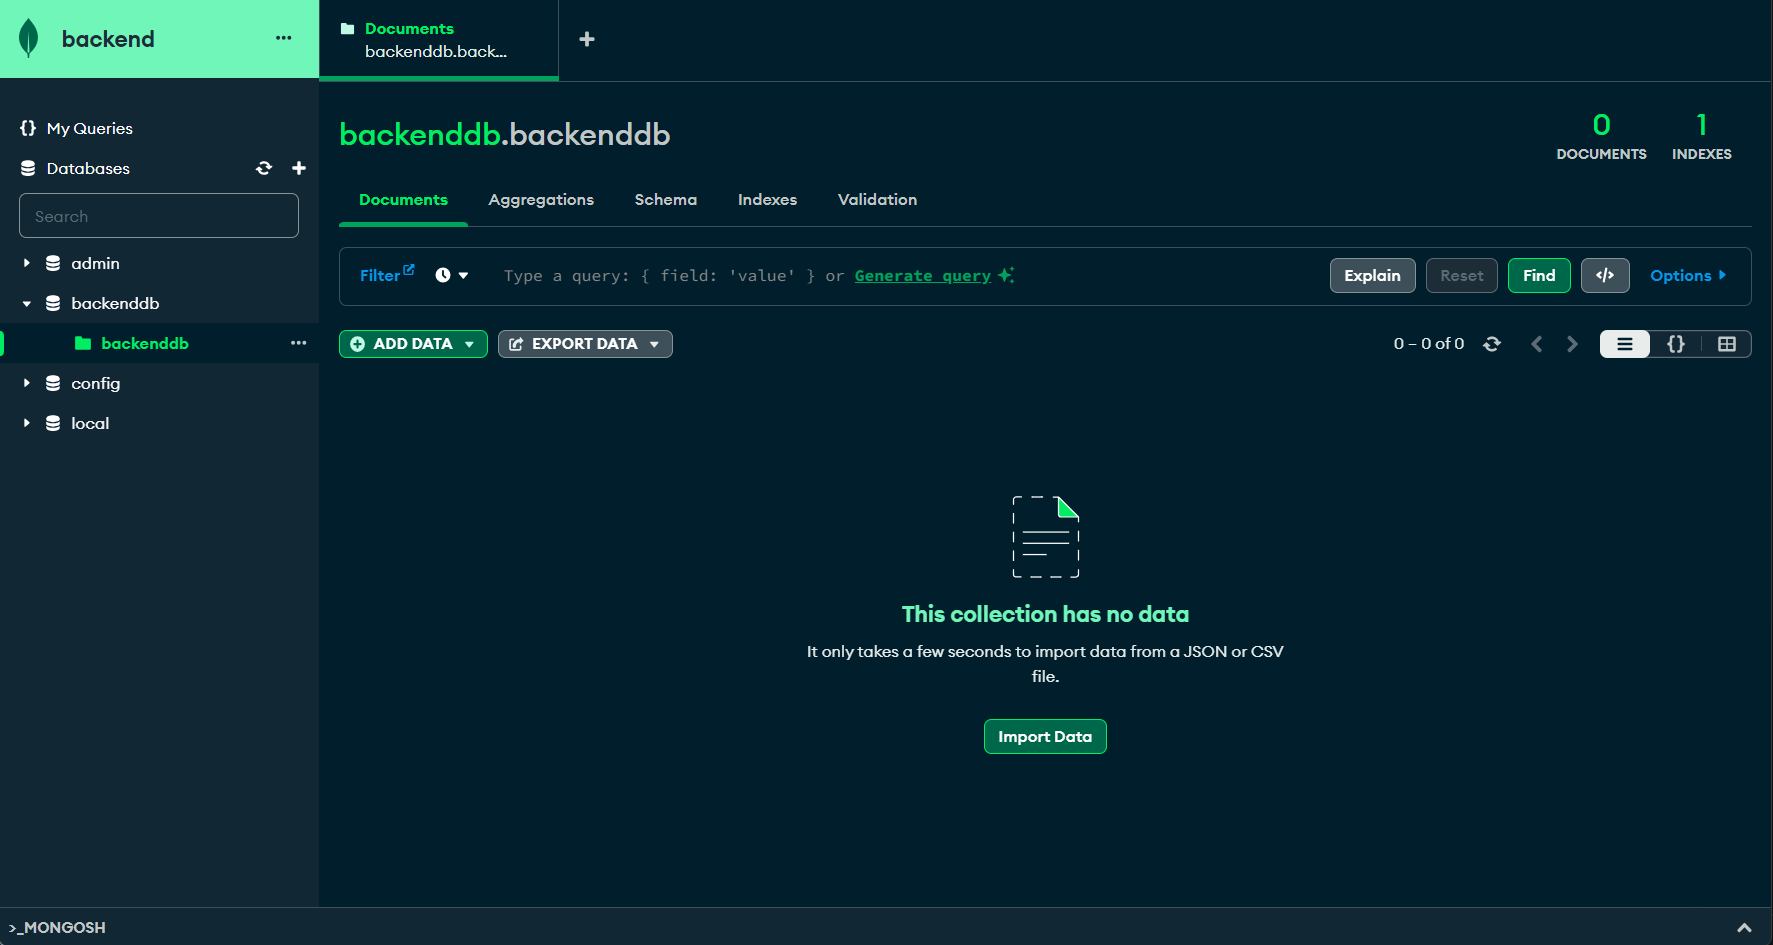 backend
Documents
backenddb.back...
My Queries
Databases
Search
admin
backenddb
backenddb
config
local
backenddb.backenddb
0
DOCUMENTS
1
INDEXES
Documents Aggregations Schema Indexes Validation
Filter Type a query: { field: 'value' } or Generate query Explain Reset Find </> Options
ADD DATA EXPORT DATA 0 – 0 of 0 {}
This collection has no data
It only takes a few seconds to import data from a JSON or CSV
file.
Import Data
>_MONGOSH